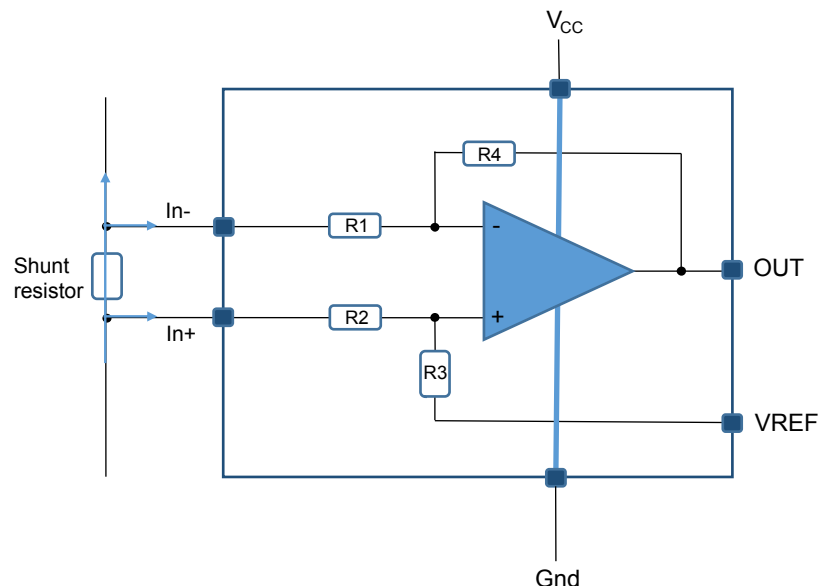 VCC
R4
In-
R1
-
Shunt
resistor
OUT
R2
+
In+
R3
VREF
Gnd